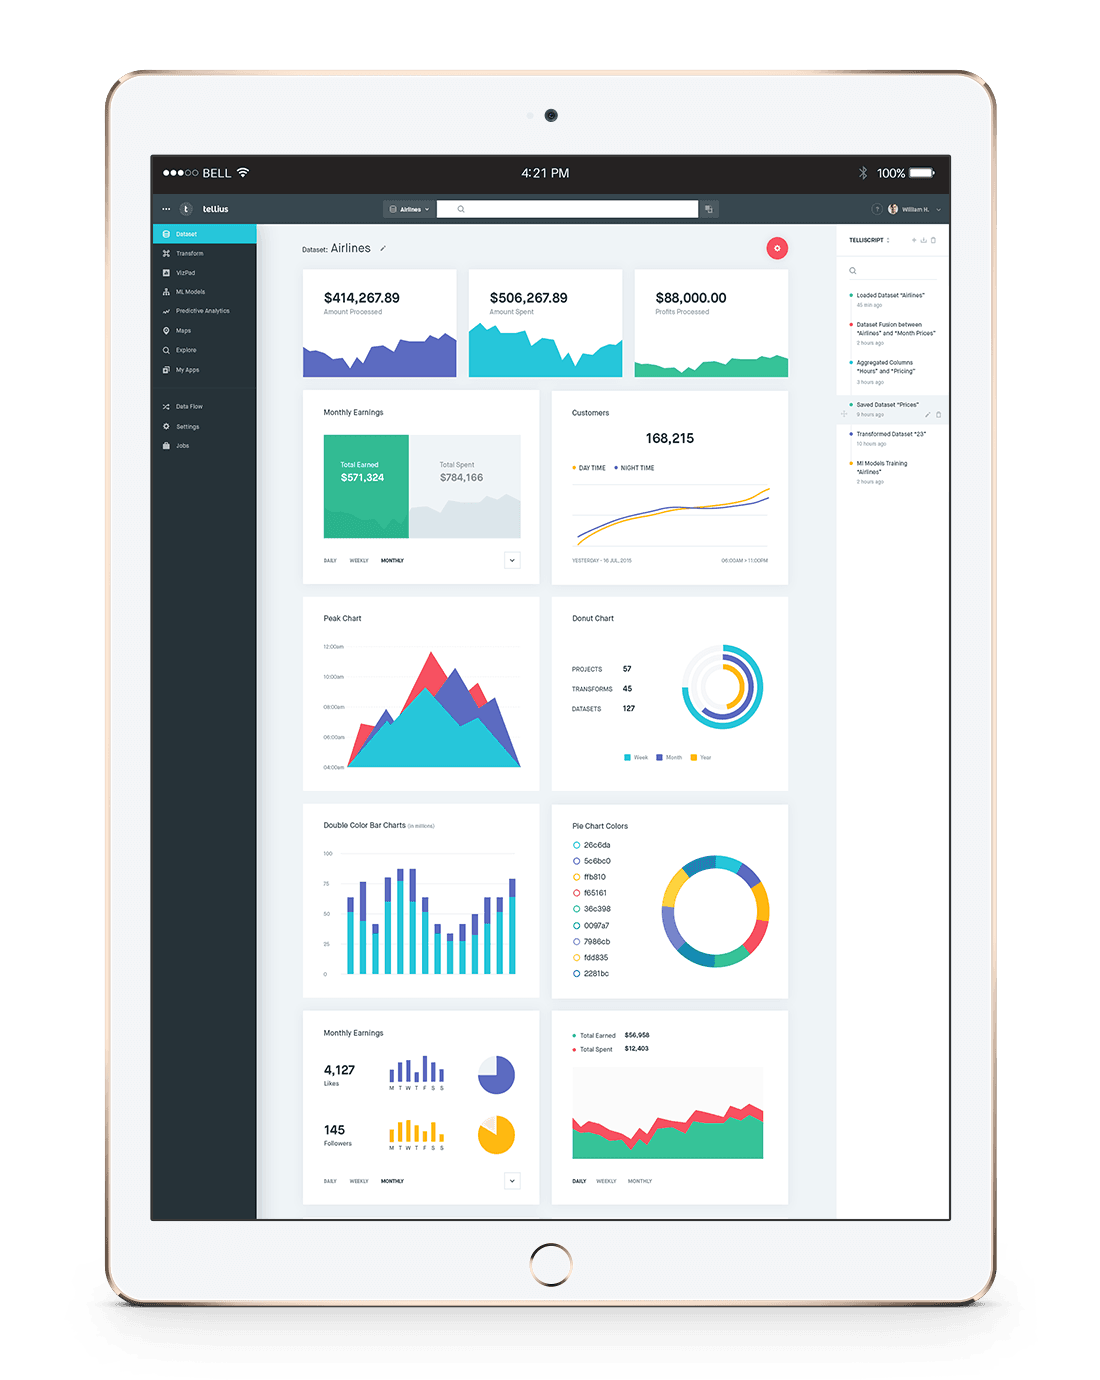 BELL
4:21 PM
100%
tellius
Airlines
?
William H.
Dataset
Transform
VizPad
ML Models
Predictive Analytics
Maps
Explore
My Apps
Data Flow
Settings
Jobs
Dataset: Airlines
$414,267.89
Amount Processed
$506,267.89
Amount Spent
$88,000.00
Profits Processed
Monthly Earnings
Total Earned
$571,324
Total Spent
$784,166
DAILY WEEKLY MONTHLY
Customers
168,215
DAY TIME NIGHT TIME
YESTERDAY - 16 JUL, 2015
06:00AM > 11:00PM
Peak Chart
12:00am
10:00am
08:00am
06:00am
04:00am
Donut Chart
PROJECTS 57
TRANSFORMS 45
DATASETS 127
Week Month Year
Double Color Bar Charts (in millions)
100
75
50
25
0
Pie Chart Colors
26c6da
5c6bc0
ffb810
f65161
36c398
0097a7
7986cb
fdd835
2281bc
Monthly Earnings
4,127
Likes
M T W T F S S
145
Followers
M T W T F S S
DAILY WEEKLY MONTHLY
Total Earned $56,958
Total Spent $12,403
DAILY WEEKLY MONTHLY
TELLISCRIPT
Loaded Dataset "Airlines"
45 min ago
Dataset Fusion between
"Airlines" and "Month Prices"
2 hours ago
Aggregated Columns
"Hours" and "Pricing"
3 hours ago
Saved Dataset "Prices"
9 hours ago
Transformed Dataset "23"
10 hours ago
Ml Models Training
"Airlines"
2 hours ago